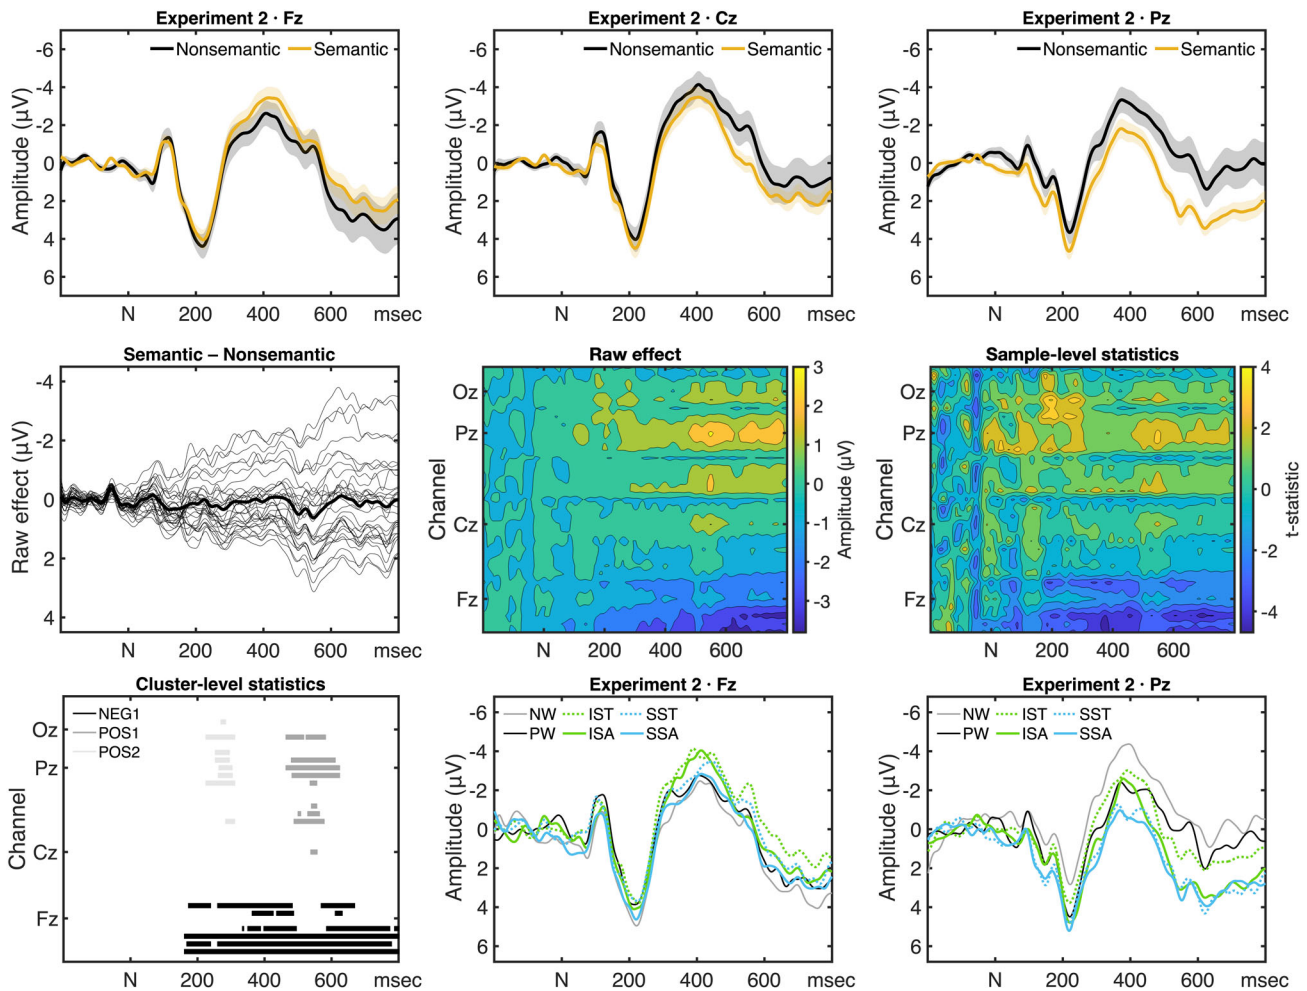 Experiment 2 · Fz
Nonsemantic Semantic
Amplitude (µV)
-6
-4
-2
0
2
4
6
N 200 400 600 msec
Experiment 2 · Cz
Nonsemantic Semantic
Amplitude (µV)
-6
-4
-2
0
2
4
6
N 200 400 600 msec
Experiment 2 · Pz
Nonsemantic Semantic
Amplitude (µV)
-6
-4
-2
0
2
4
6
N 200 400 600 msec
Semantic – Nonsemantic
Raw effect (µV)
-4
-2
0
2
4
N 200 400 600 msec
Raw effect
Channel
Oz
Pz
Cz
Fz
N 200 400 600
3
2
1
0
-1
-2
-3
Amplitude (µV)
Sample-level statistics
Channel
Oz
Pz
Cz
Fz
N 200 400 600
4
2
0
-2
-4
t-statistic
Cluster-level statistics
NEG1
POS1
POS2
Channel
Oz
Pz
Cz
Fz
N 200 400 600 msec
Experiment 2 · Fz
NW IST SST
PW ISA SSA
Amplitude (µV)
-6
-4
-2
0
2
4
6
N 200 400 600 msec
Experiment 2 · Pz
NW IST SST
PW ISA SSA
Amplitude (µV)
-6
-4
-2
0
2
4
6
N 200 400 600 msec